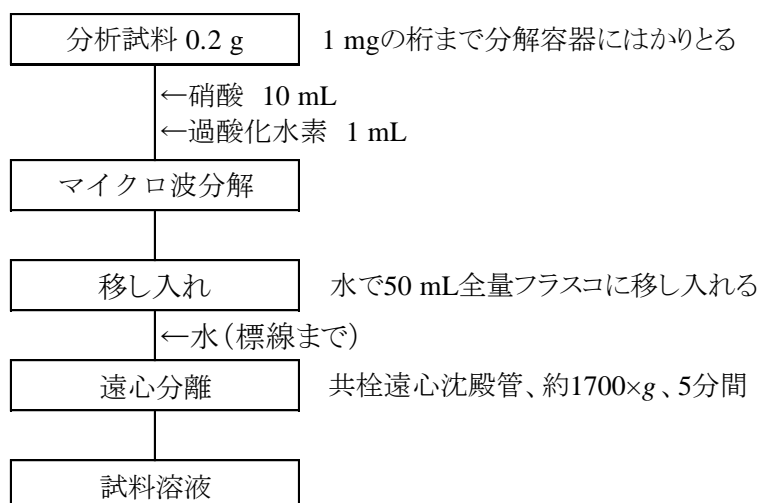 分析試料 0.2 g 1 mgの桁まで分解容器にはかりとる
←硝酸 10 mL
←過酸化水素 1 mL
マイクロ波分解
移し入れ 水で50 mL全量フラスコに移し入れる
←水（標線まで）
遠心分離 共栓遠心沈殿管、約1700×g、5分間
試料溶液